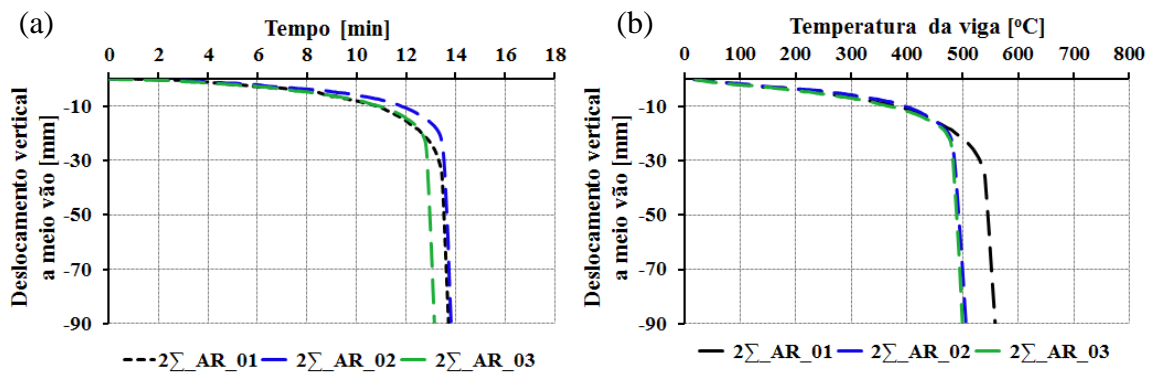 (a)
Tempo [min]
0 2 4 6 8 10 12 14 16 18
-10
-30
-50
-70
-90
Deslocamento vertical
a meio vão [mm]
2∑_AR_01 2∑_AR_02 2∑_AR_03
(b)
Temperatura da viga [ºC]
0 100 200 300 400 500 600 700 800
-10
-30
-50
-70
-90
Deslocamento vertical
a meio vão [mm]
2∑_AR_01 2∑_AR_02 2∑_AR_03